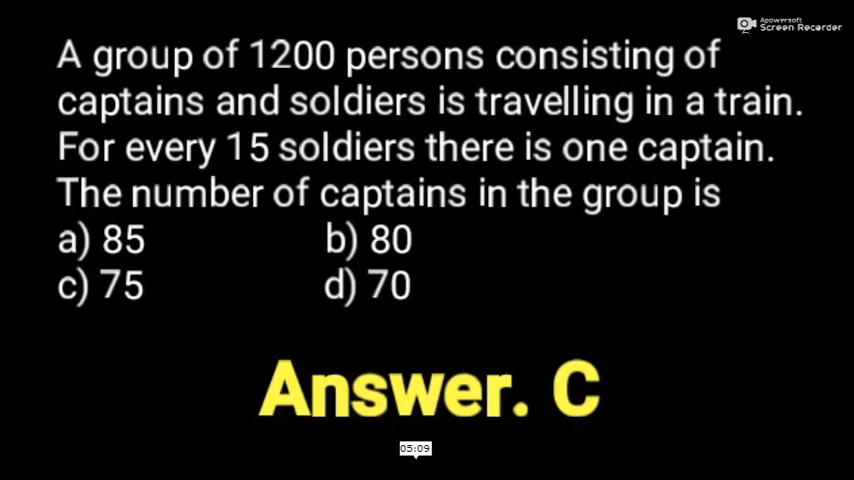 Apowersoft
Screen Recorder
A group of 1200 persons consisting of
captains and soldiers is travelling in a train.
For every 15 soldiers there is one captain.
The number of captains in the group is
a) 85 b) 80
c) 75 d) 70
Answer. C
05:09